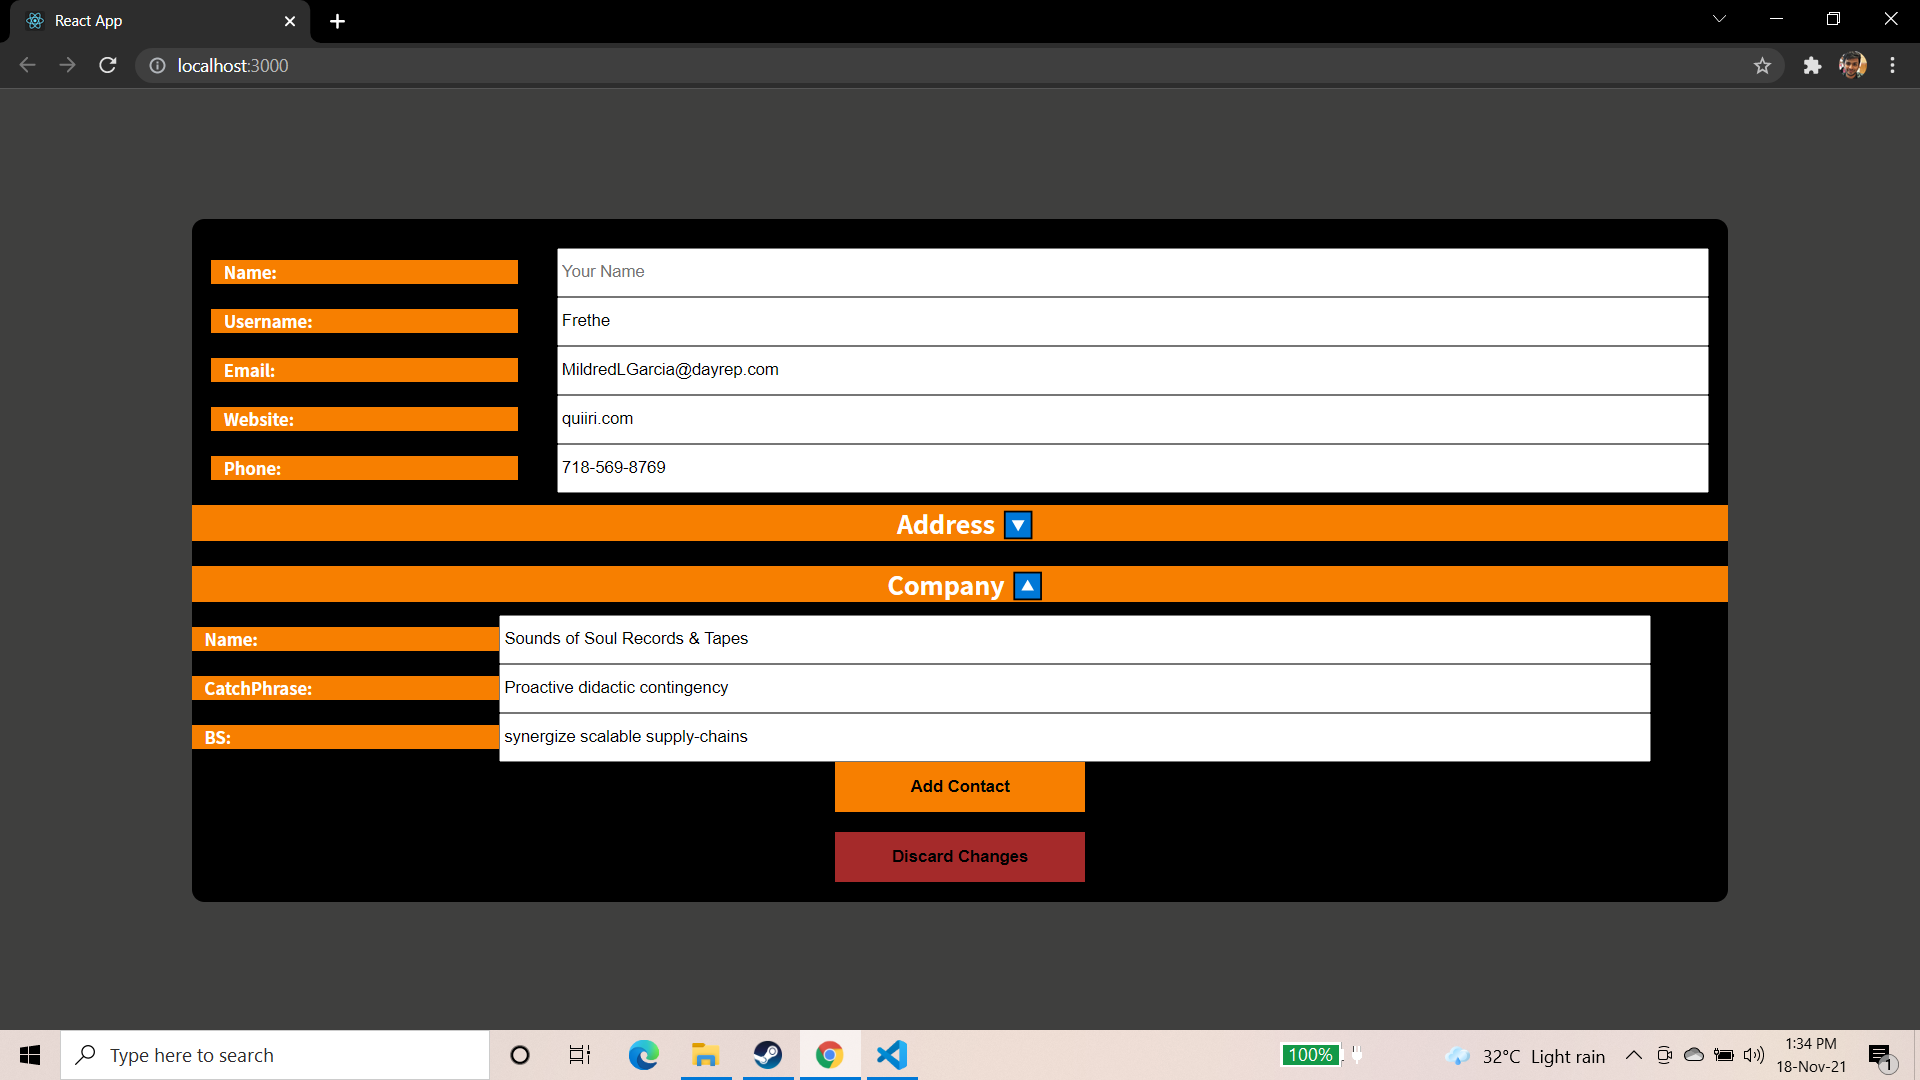 React App
localhost:3000
Name: Your Name
Username: Frethe
Email: MildredLGarcia@dayrep.com
Website: quiiri.com
Phone: 718-569-8769
Address
Company
Name: Sounds of Soul Records & Tapes
CatchPhrase: Proactive didactic contingency
BS: synergize scalable supply-chains
Add Contact
Discard Changes
Type here to search
100%
32°C Light rain
1:34 PM
18-Nov-21
1